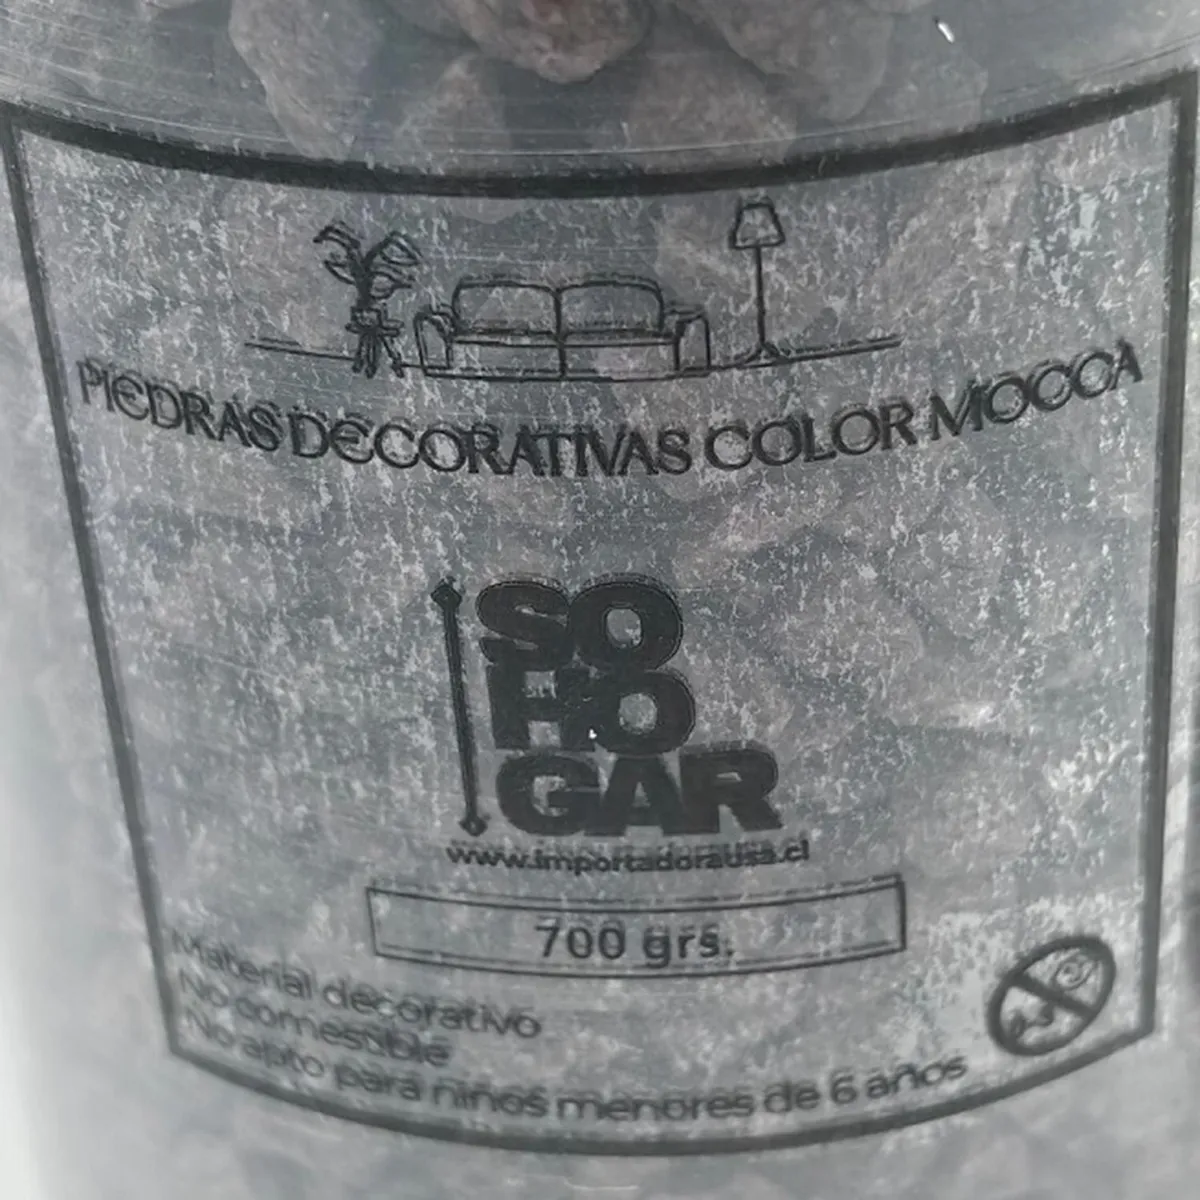 PIEDRAS DECORATIVAS COLOR MOCCA
SO
HO
GAR
www.importadorausa.cl
700 grs.
Material decorativo
No comestible
No apto para niños menores de 6 años